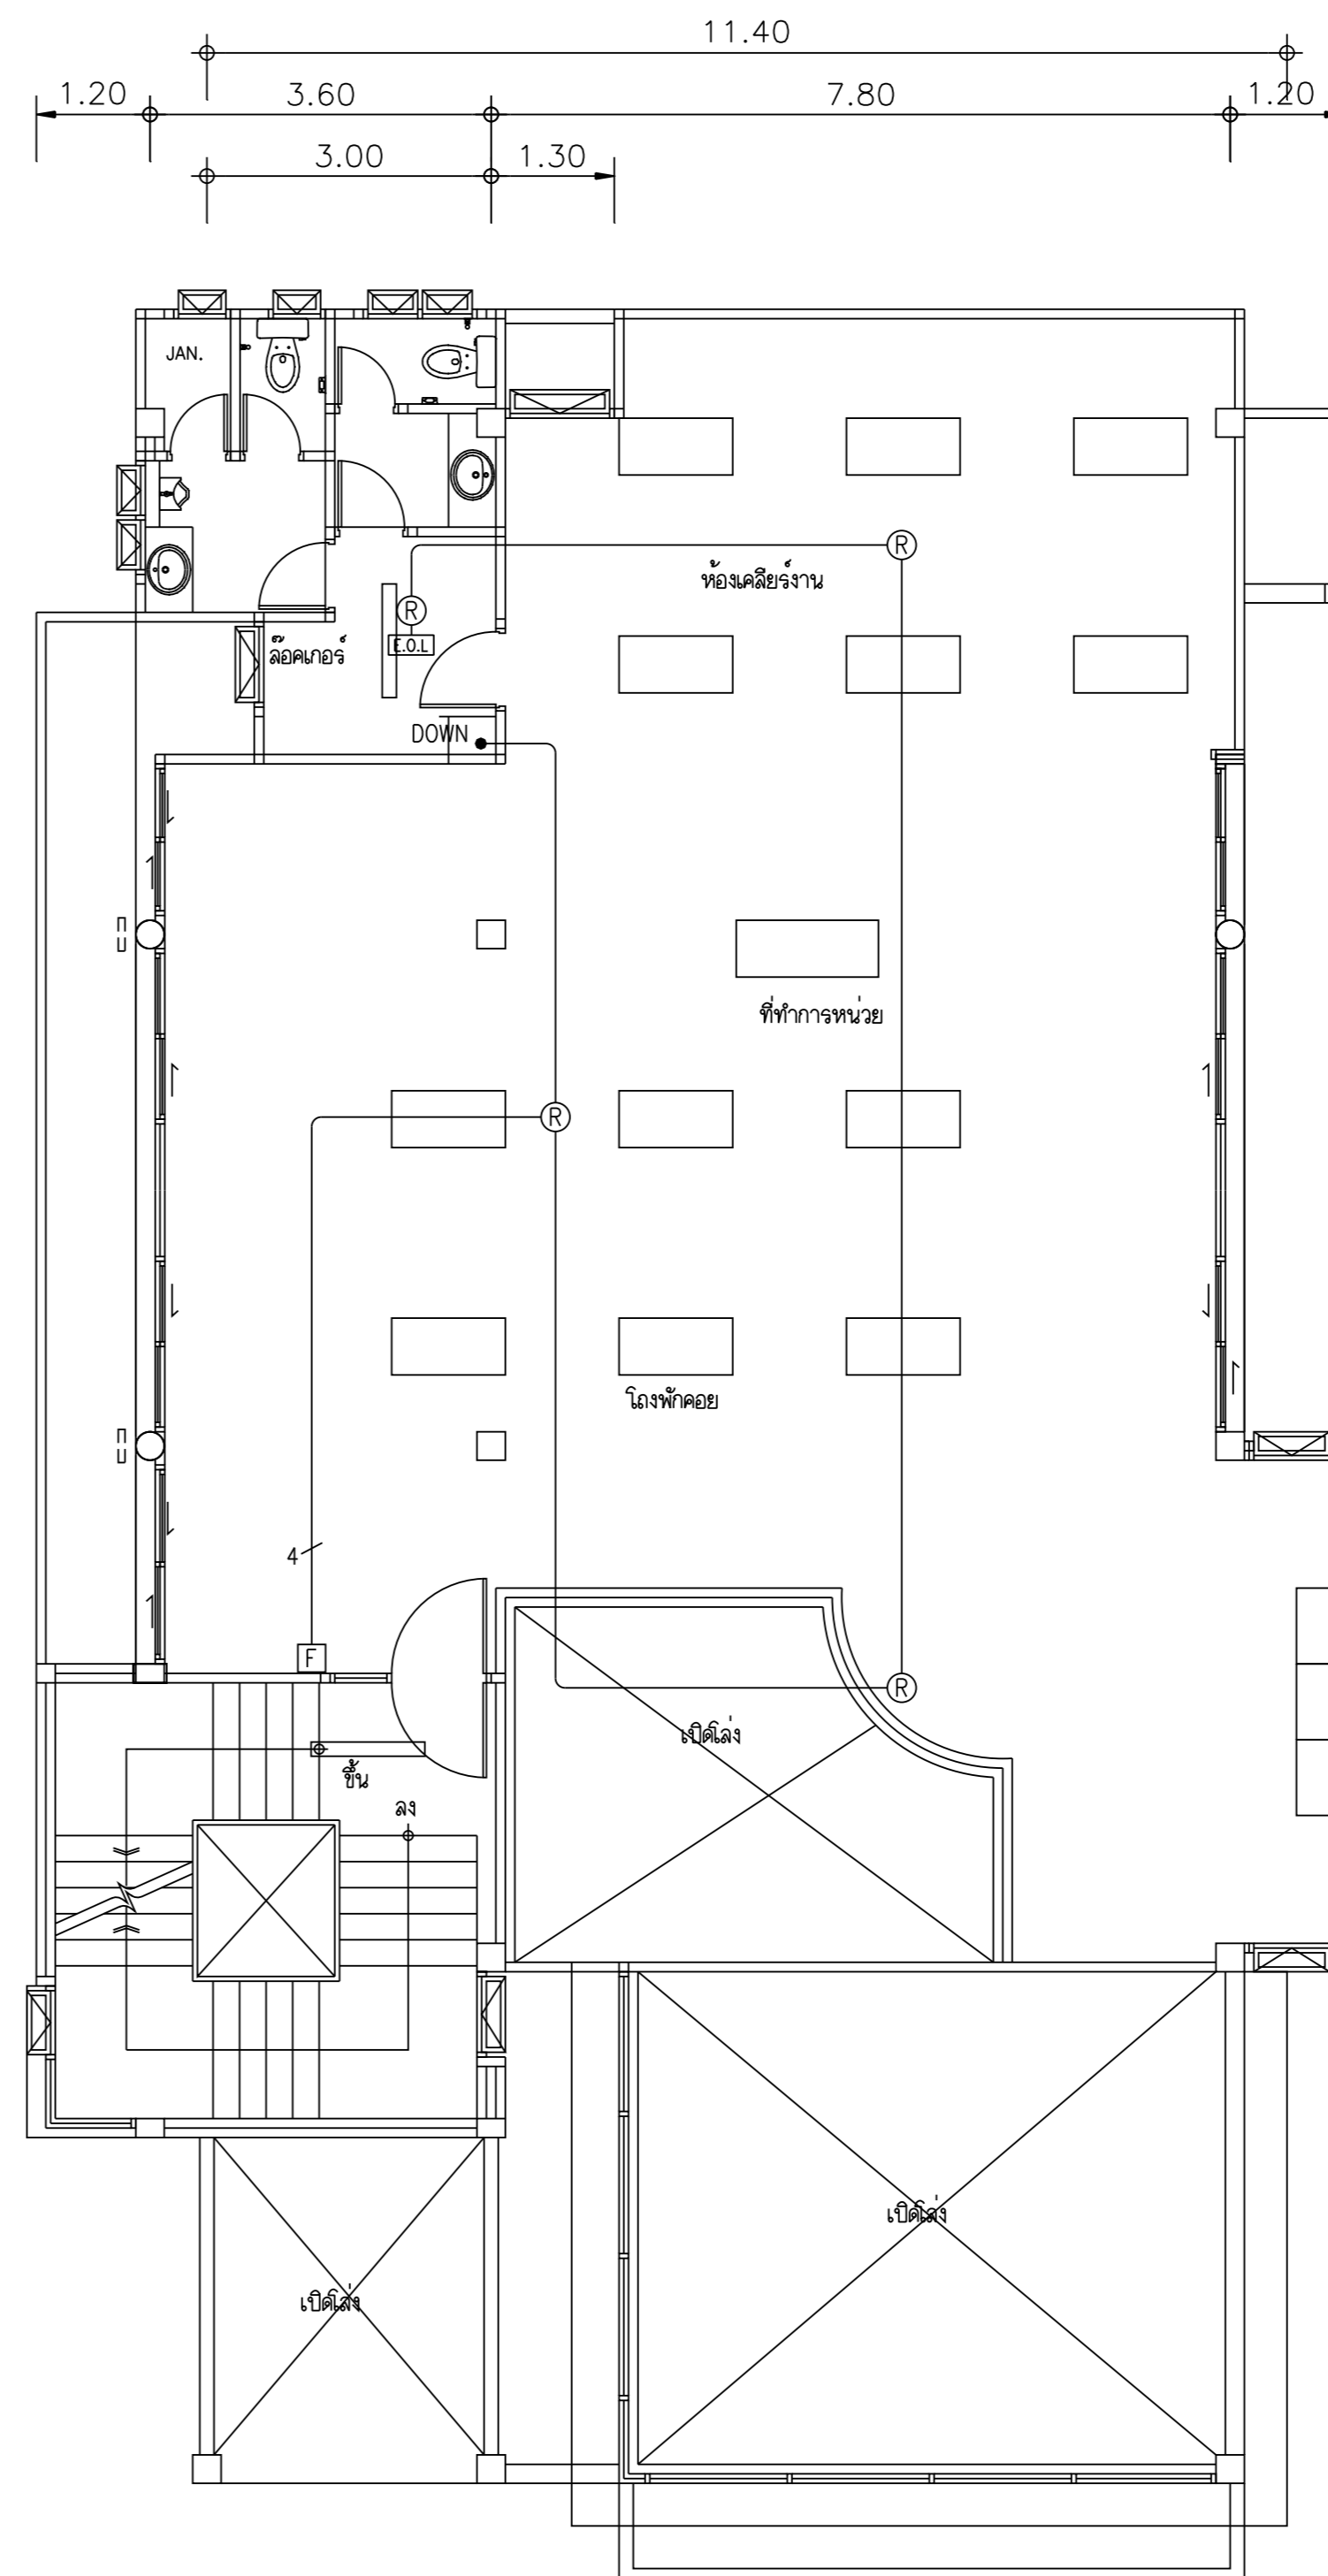 11.40
1.20 3.60 7.80 1.20
3.00 1.30
JAN.
R
ห้องเคลียร์งาน
R
E.O.L
ล๊อคเกอร์
DOWN
ที่ทำการหน่วย
R
โถงพักคอย
4
F
R
เปิดโล่ง
ขึ้น
ลง
เปิดโล่ง
เปิดโล่ง